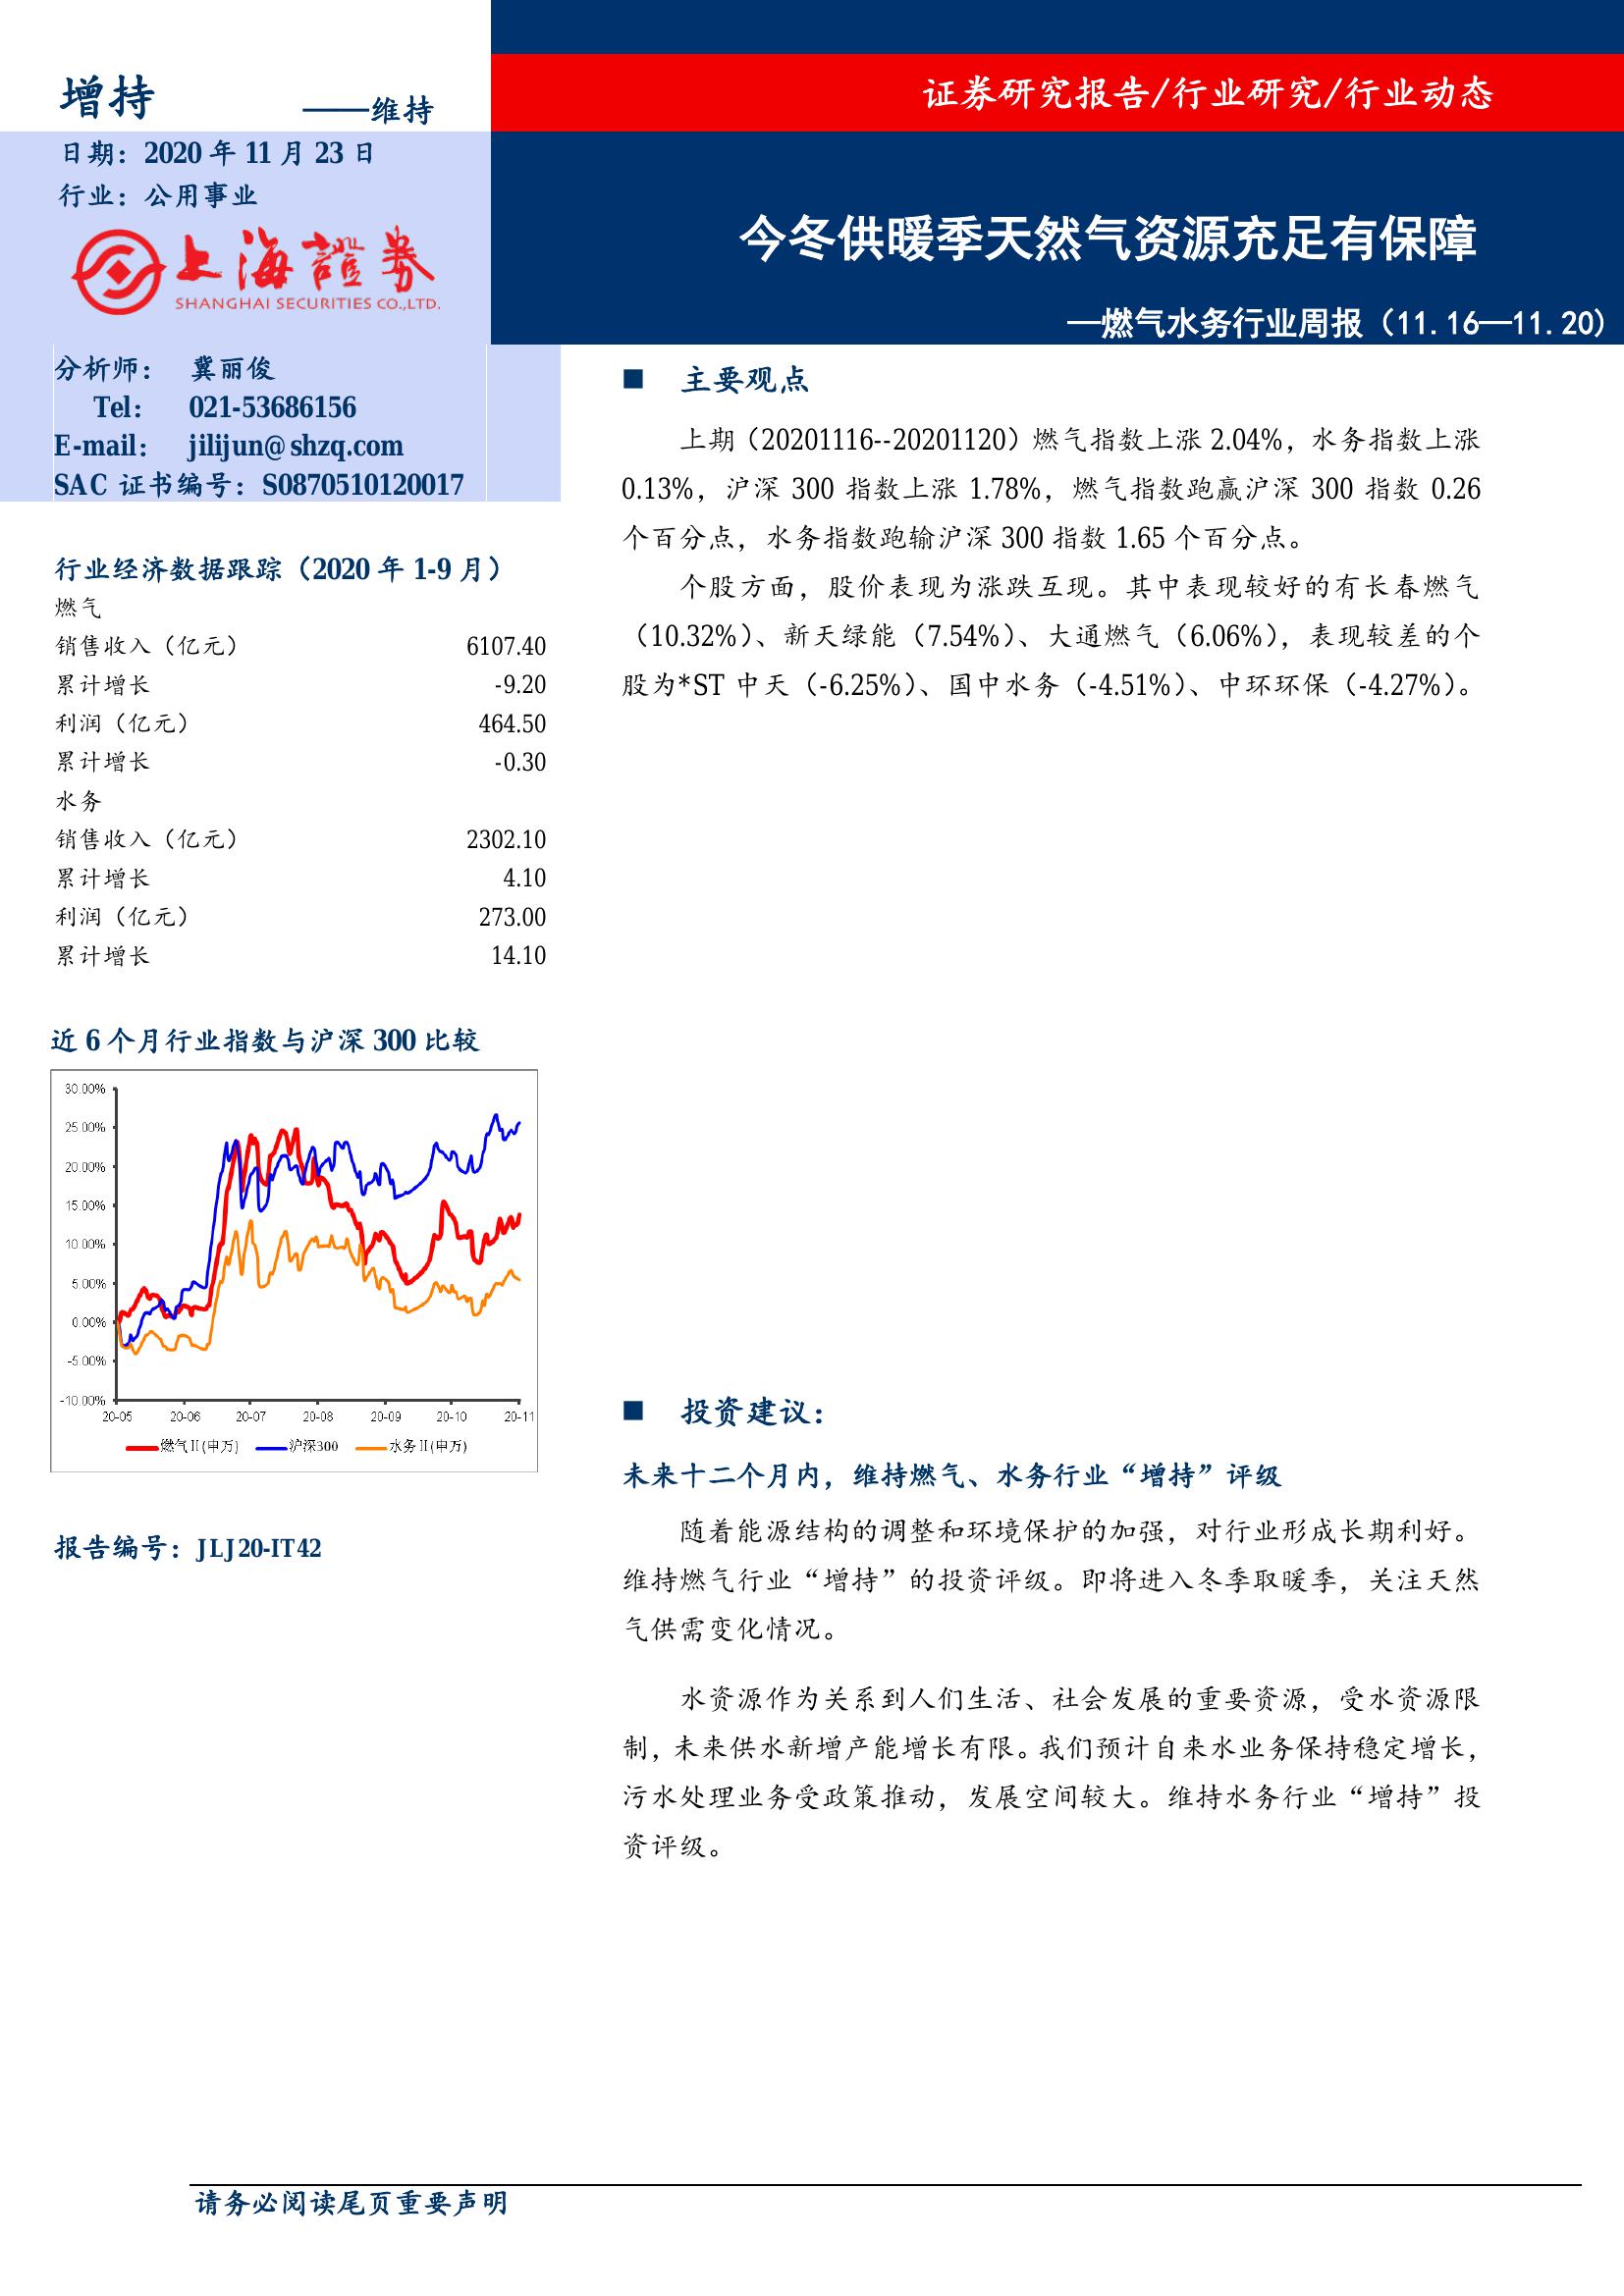 增持
——维持
证券研究报告/行业研究/行业动态
日期：2020 年 11 月 23 日
行业：公用事业
上海證券
SHANGHAI SECURITIES CO.,LTD.
今冬供暖季天然气资源充足有保障
—燃气水务行业周报（11.16—11.20）
分析师： 冀丽俊
Tel： 021-53686156
E-mail： jilijun@shzq.com
SAC 证书编号：S0870510120017
行业经济数据跟踪（2020 年 1-9 月）
燃气
销售收入（亿元） 6107.40
累计增长 -9.20
利润（亿元） 464.50
累计增长 -0.30
水务
销售收入（亿元） 2302.10
累计增长 4.10
利润（亿元） 273.00
累计增长 14.10
近 6 个月行业指数与沪深 300 比较
30.00%
25.00%
20.00%
15.00%
10.00%
5.00%
0.00%
-5.00%
-10.00%
20-05 20-06 20-07 20-08 20-09 20-10 20-11
燃气Ⅱ(申万) 沪深300 水务Ⅱ(申万)
报告编号：JLJ20-IT42
■ 主要观点
上期（20201116--20201120）燃气指数上涨 2.04%，水务指数上涨
0.13%，沪深 300 指数上涨 1.78%，燃气指数跑赢沪深 300 指数 0.26
个百分点，水务指数跑输沪深 300 指数 1.65 个百分点。
个股方面，股价表现为涨跌互现。其中表现较好的有长春燃气
（10.32%）、新天绿能（7.54%）、大通燃气（6.06%），表现较差的个
股为*ST 中天（-6.25%）、国中水务（-4.51%）、中环环保（-4.27%）。
■ 投资建议：
未来十二个月内，维持燃气、水务行业“增持”评级
随着能源结构的调整和环境保护的加强，对行业形成长期利好。
维持燃气行业“增持”的投资评级。即将进入冬季取暖季，关注天然
气供需变化情况。
水资源作为关系到人们生活、社会发展的重要资源，受水资源限
制，未来供水新增产能增长有限。我们预计自来水业务保持稳定增长，
污水处理业务受政策推动，发展空间较大。维持水务行业“增持”投
资评级。
请务必阅读尾页重要声明